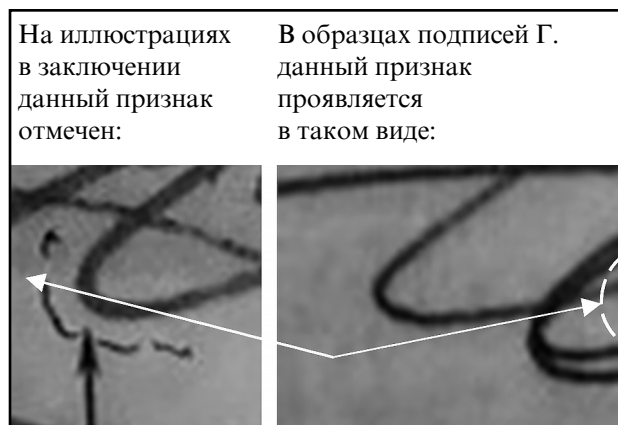 На иллюстрациях
в заключении
данный признак
отмечен:
В образцах подписей Г.
данный признак
проявляется
в таком виде: